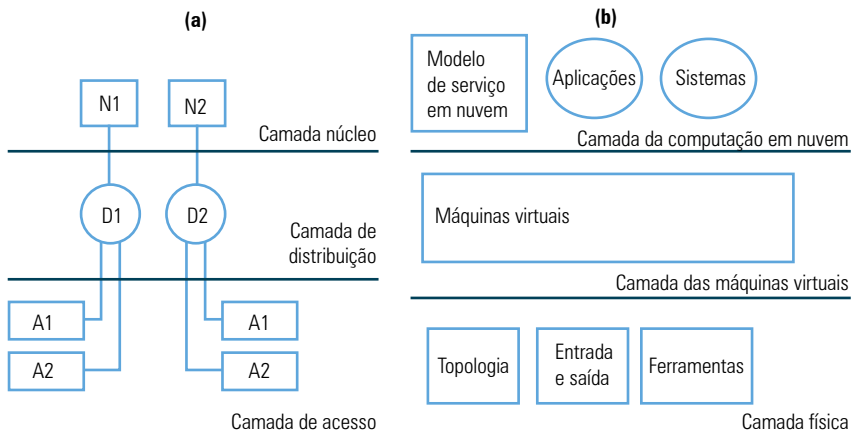 (a)
N1
N2
Camada núcleo
D1
D2
Camada de
distribuição
A1
A1
A2
A2
Camada de acesso
(b)
Modelo
de serviço
em nuvem
Aplicações
Sistemas
Camada da computação em nuvem
Máquinas virtuais
Camada das máquinas virtuais
Topologia
Entrada
e saída
Ferramentas
Camada física